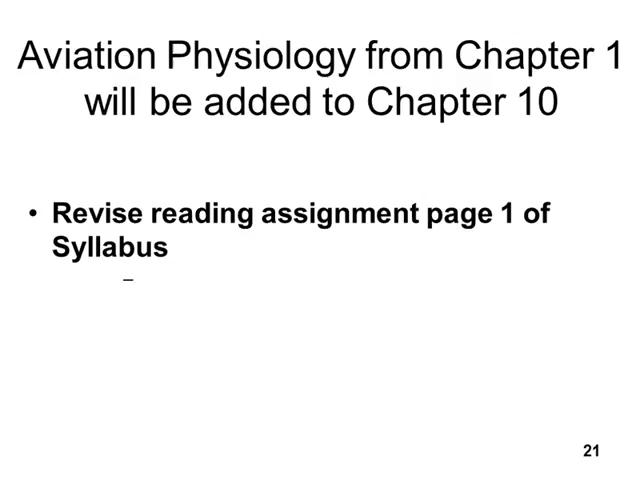 Aviation Physiology from Chapter 1
will be added to Chapter 10
• Revise reading assignment page 1 of
Syllabus
–
21